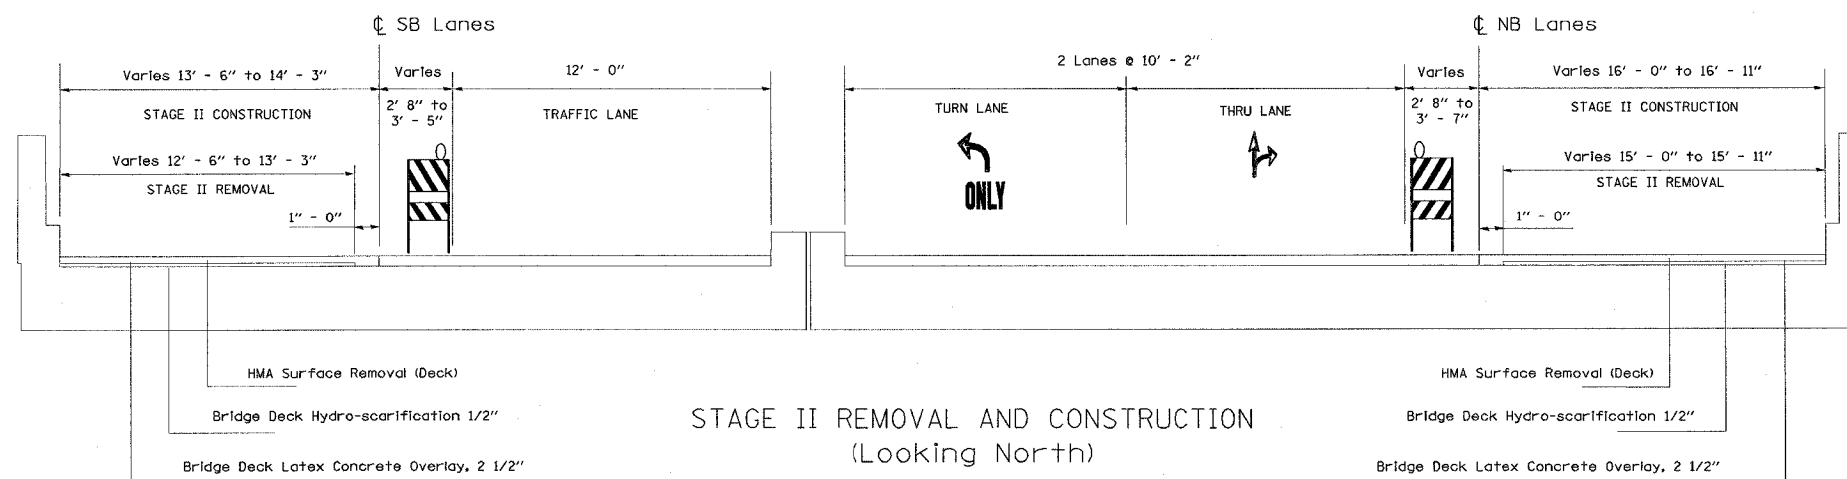 ℄ SB Lanes
℄ NB Lanes
Varies 13' - 6" to 14' - 3"
Varies
12' - 0"
2 Lanes @ 10' - 2"
Varies
Varies 16' - 0" to 16' - 11"
STAGE II CONSTRUCTION
2' 8" to
3' - 5"
TRAFFIC LANE
TURN LANE
THRU LANE
2' 8" to
3' - 7"
STAGE II CONSTRUCTION
Varies 12' - 6" to 13' - 3"
STAGE II REMOVAL
1" - 0"
ONLY
Varies 15' - 0" to 15' - 11"
STAGE II REMOVAL
1" - 0"
HMA Surface Removal (Deck)
Bridge Deck Hydro-scarification 1/2"
Bridge Deck Latex Concrete Overlay, 2 1/2"
STAGE II REMOVAL AND CONSTRUCTION
(Looking North)
HMA Surface Removal (Deck)
Bridge Deck Hydro-scarification 1/2"
Bridge Deck Latex Concrete Overlay, 2 1/2"